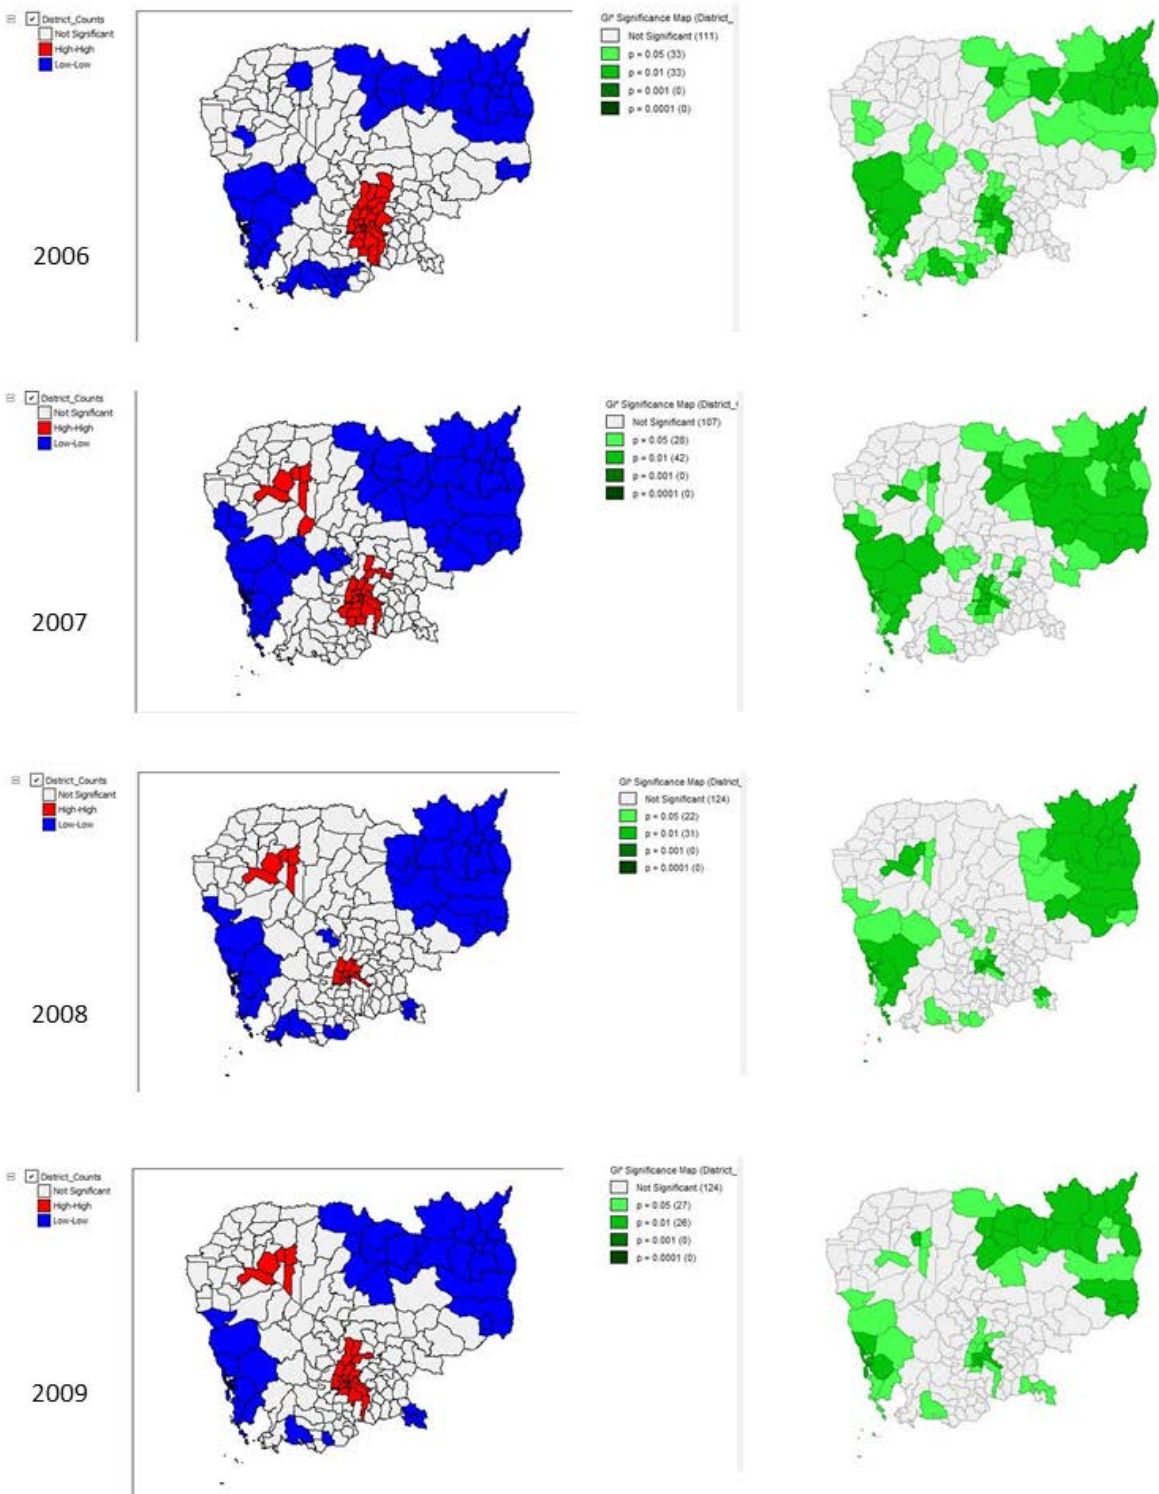 District_Counts
Not Significant
High-High
Low-Low
2006
Gi* Significance Map (District_
Not Significant (111)
p = 0.05 (33)
p = 0.01 (33)
p = 0.001 (0)
p = 0.0001 (0)
District_Counts
Not Significant
High-High
Low-Low
2007
Gi* Significance Map (District_
Not Significant (107)
p = 0.05 (28)
p = 0.01 (42)
p = 0.001 (0)
p = 0.0001 (0)
District_Counts
Not Significant
High-High
Low-Low
2008
Gi* Significance Map (District_
Not Significant (124)
p = 0.05 (22)
p = 0.01 (31)
p = 0.001 (0)
p = 0.0001 (0)
District_Counts
Not Significant
High-High
Low-Low
2009
Gi* Significance Map (District_
Not Significant (124)
p = 0.05 (27)
p = 0.01 (26)
p = 0.001 (0)
p = 0.0001 (0)